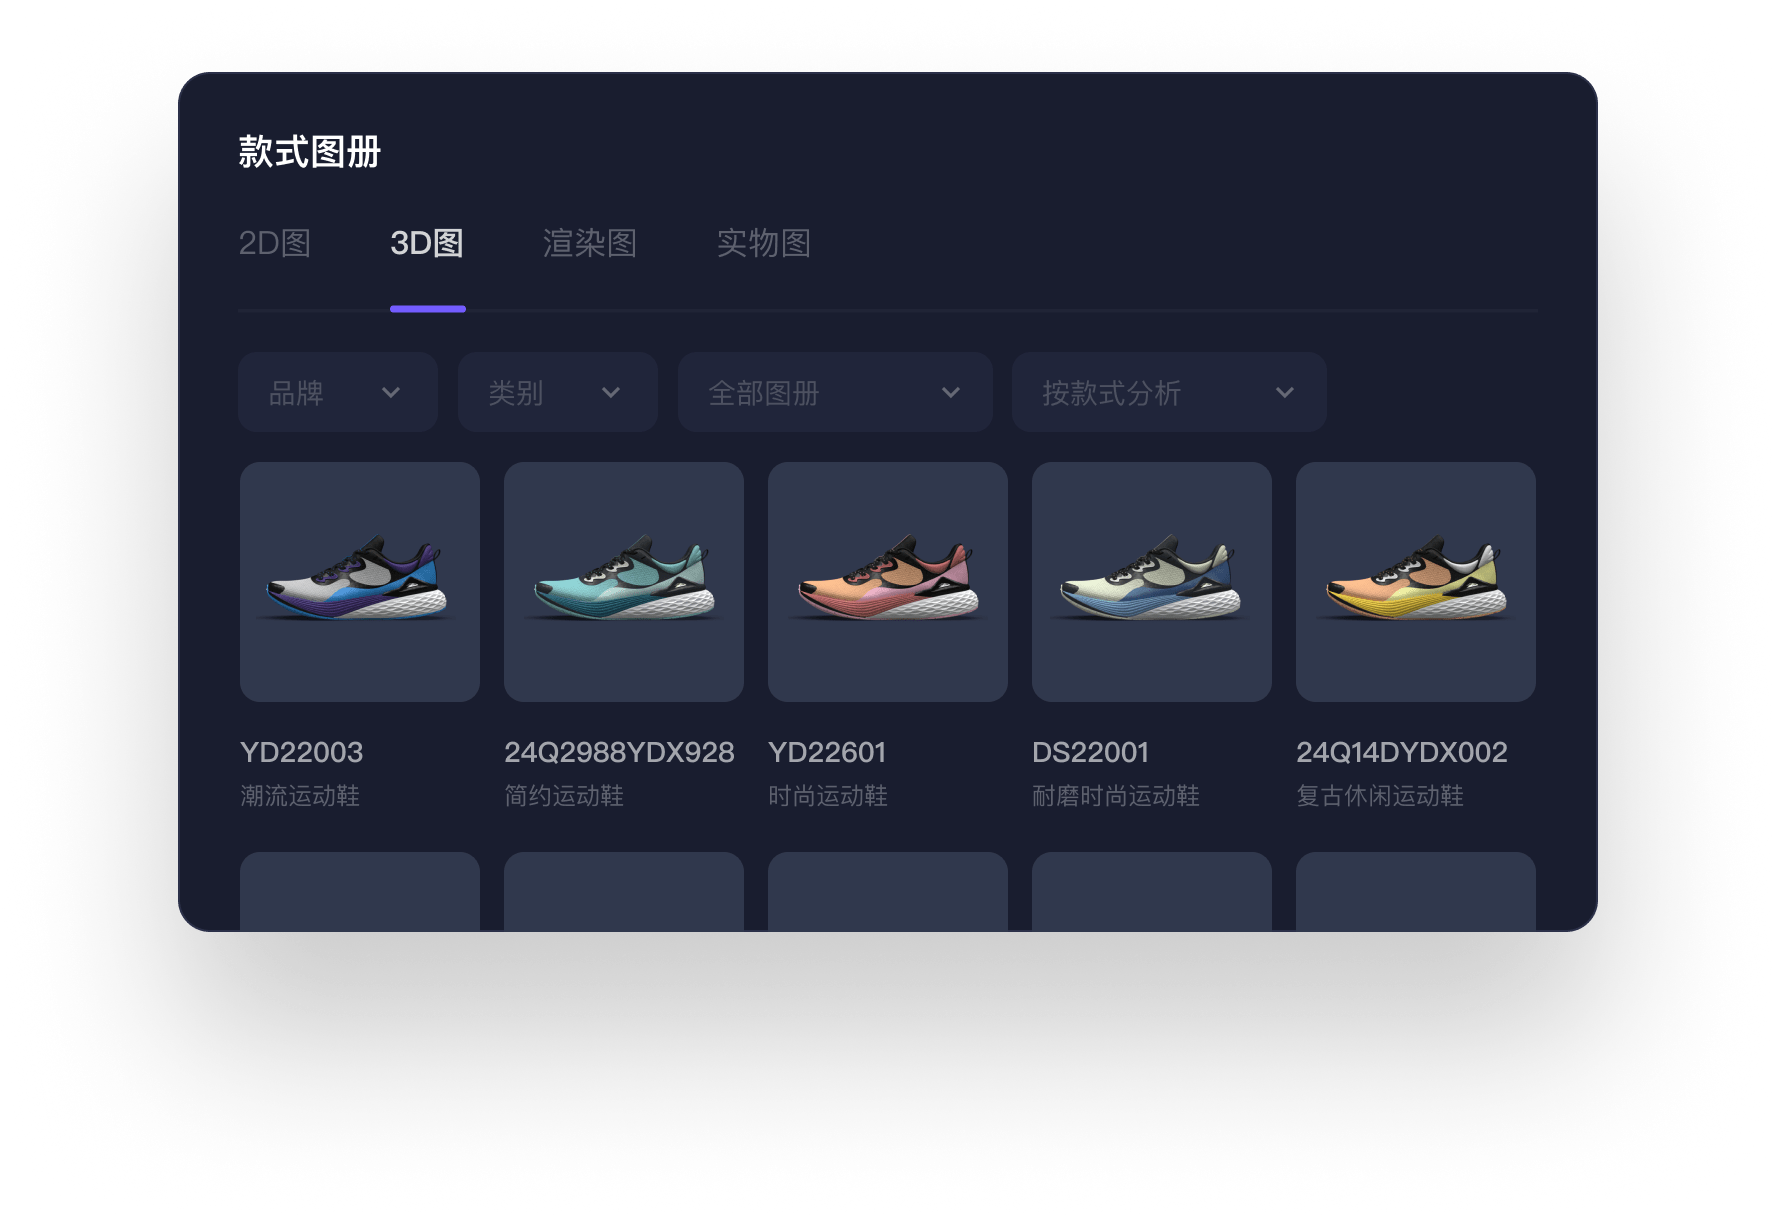 款式图册
2D图 3D图 渲染图 实物图
品牌 类别 全部图册 按款式分析
YD22003 24Q2988YDX928 YD22601 DS22001 24Q14DYDX002
潮流运动鞋 简约运动鞋 时尚运动鞋 耐磨时尚运动鞋 复古休闲运动鞋